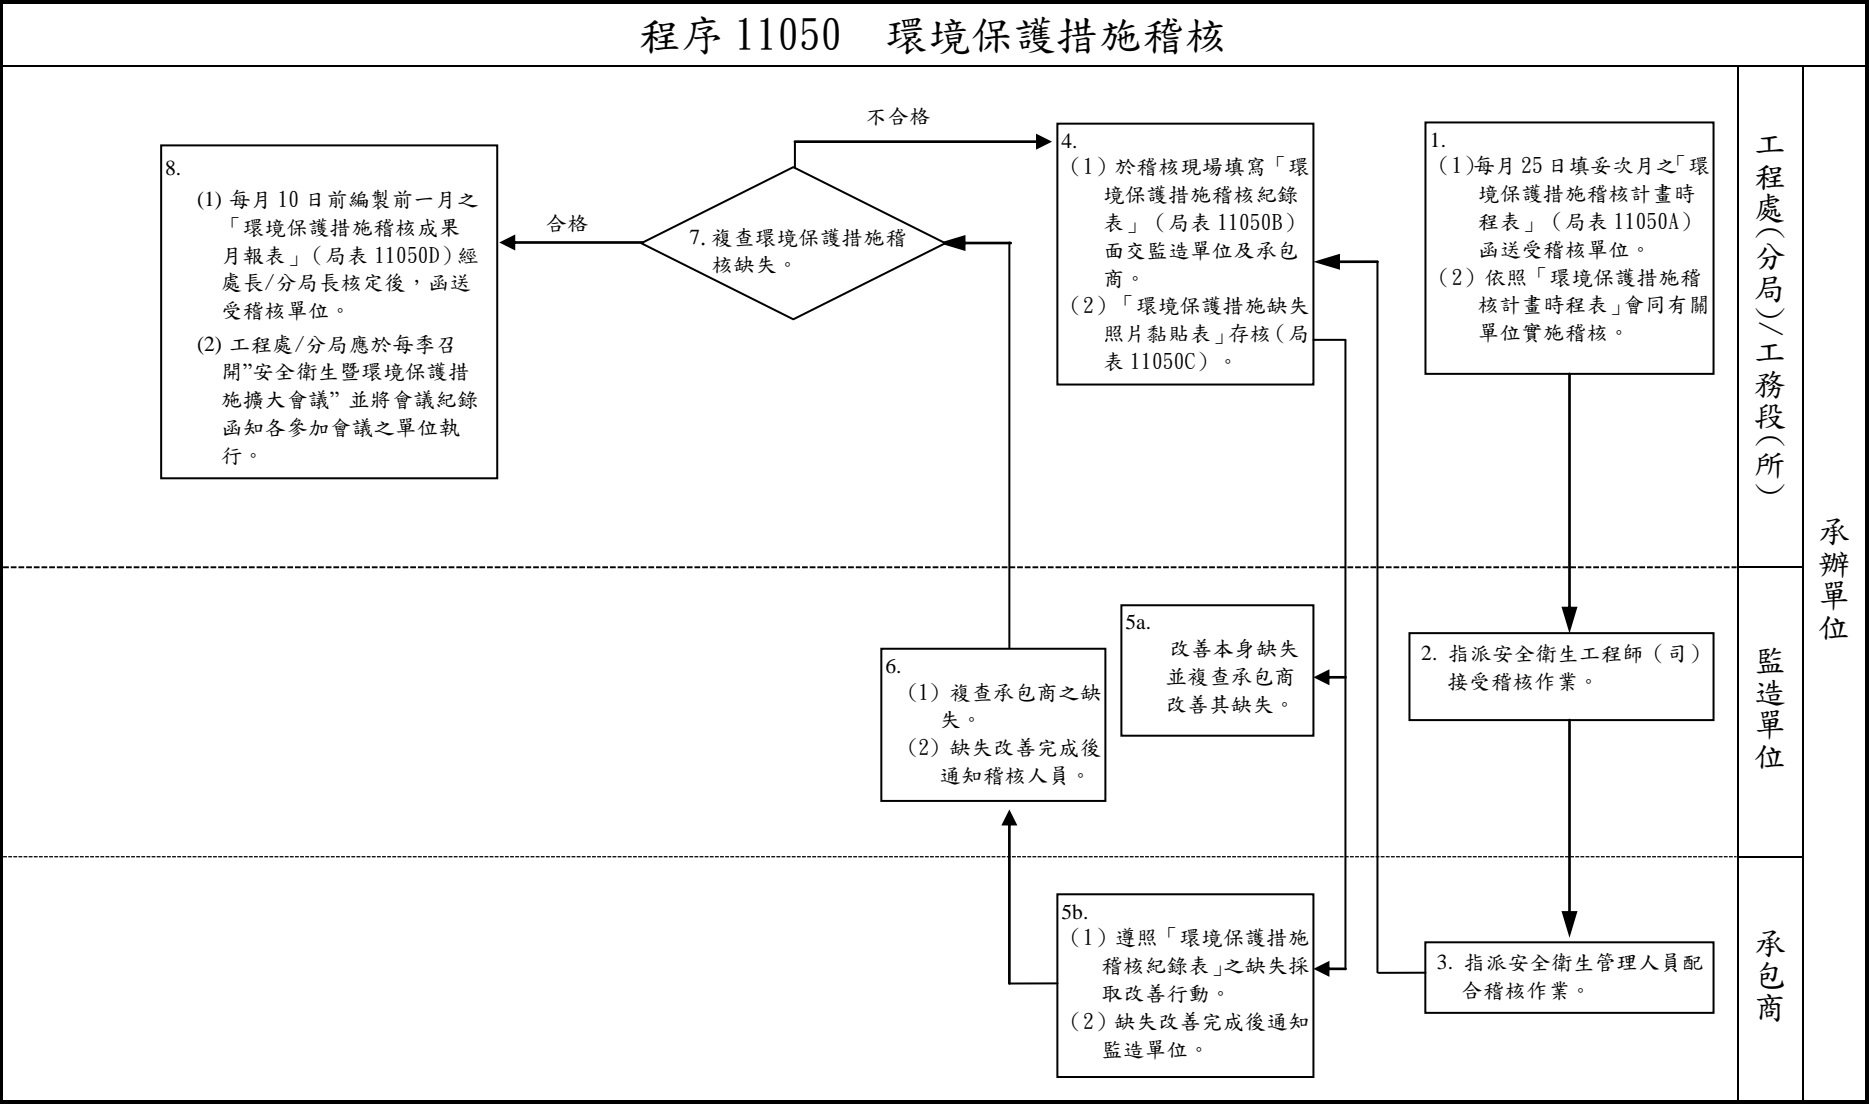 程序 11050　環境保護措施稽核
不合格
合格
1.
(1)每月 25 日填妥次月之「環
境保護措施稽核計畫時
程表」（局表 11050A）
函送受稽核單位。
(2) 依照「環境保護措施稽
核計畫時程表」會同有關
單位實施稽核。
2. 指派安全衛生工程師（司）
接受稽核作業。
3. 指派安全衛生管理人員配
合稽核作業。
4.
(1) 於稽核現場填寫「環
境保護措施稽核紀錄
表」（局表 11050B）
面交監造單位及承包
商。
(2) 「環境保護措施缺失
照片黏貼表」存核（局
表 11050C）。
5a.
改善本身缺失
並複查承包商
改善其缺失。
5b.
(1) 遵照「環境保護措施
稽核紀錄表」之缺失採
取改善行動。
(2) 缺失改善完成後通知
監造單位。
6.
(1) 複查承包商之缺
失。
(2) 缺失改善完成後
通知稽核人員。
7. 複查環境保護措施稽
核缺失。
8.
(1) 每月 10 日前編製前一月之
「環境保護措施稽核成果
月報表」（局表 11050D）經
處長/分局長核定後，函送
受稽核單位。
(2) 工程處/分局應於每季召
開”安全衛生暨環境保護措
施擴大會議” 並將會議紀錄
函知各參加會議之單位執
行。
工程處(分局)/工務段(所)
監造單位
承包商
承辦單位